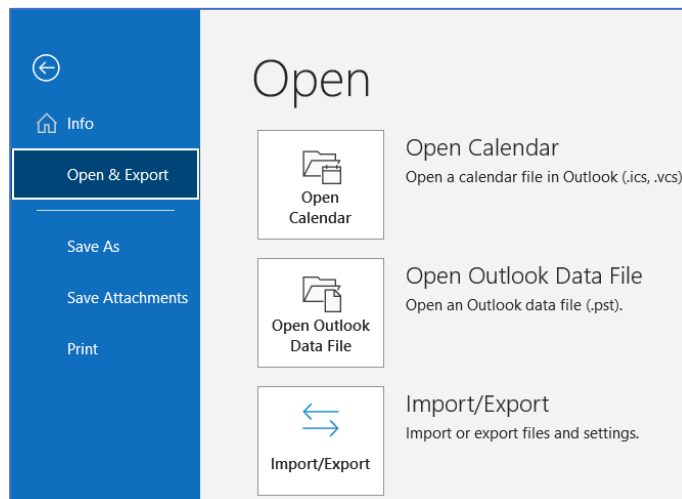 Info
Open & Export
Save As
Save Attachments
Print
Open
Open
Calendar
Open Calendar
Open a calendar file in Outlook (.ics, .vcs)
Open Outlook
Data File
Open Outlook Data File
Open an Outlook data file (.pst).
Import/Export
Import/Export
Import or export files and settings.